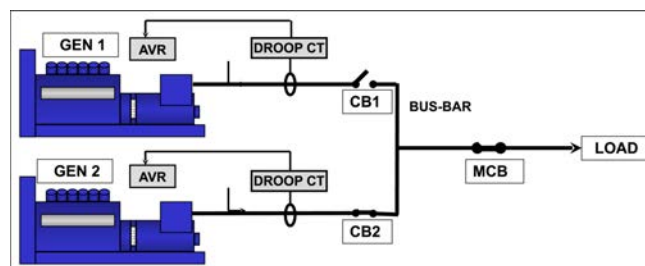 GEN 1
AVR
DROOP CT
CB1
BUS-BAR
LOAD
MCB
GEN 2
AVR
DROOP CT
CB2